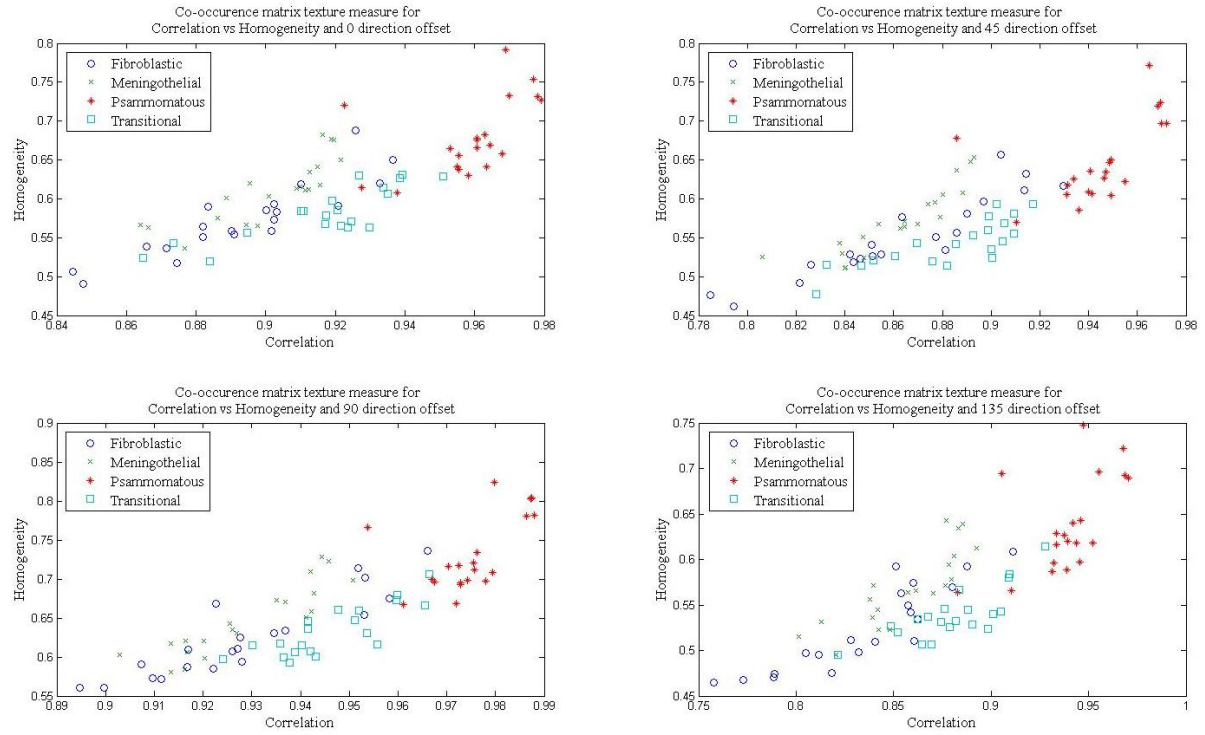 Co-occurence matrix texture measure for
Correlation vs Homogeneity and 0 direction offset
0.8
0.75
0.7
0.65
0.6
0.55
0.5
0.45
Homogeneity
Fibroblastic
Meningothelial
Psammomatous
Transitional
0.84 0.86 0.88 0.9 0.92 0.94 0.96 0.98
Correlation
Co-occurence matrix texture measure for
Correlation vs Homogeneity and 45 direction offset
0.8
0.75
0.7
0.65
0.6
0.55
0.5
0.45
Homogeneity
Fibroblastic
Meningothelial
Psammomatous
Transitional
0.78 0.8 0.82 0.84 0.86 0.88 0.9 0.92 0.94 0.96 0.98
Correlation
Co-occurence matrix texture measure for
Correlation vs Homogeneity and 90 direction offset
0.9
0.85
0.8
0.75
0.7
0.65
0.6
0.55
Homogeneity
Fibroblastic
Meningothelial
Psammomatous
Transitional
0.89 0.9 0.91 0.92 0.93 0.94 0.95 0.96 0.97 0.98 0.99
Correlation
Co-occurence matrix texture measure for
Correlation vs Homogeneity and 135 direction offset
0.75
0.7
0.65
0.6
0.55
0.5
0.45
Homogeneity
Fibroblastic
Meningothelial
Psammomatous
Transitional
0.75 0.8 0.85 0.9 0.95 1
Correlation